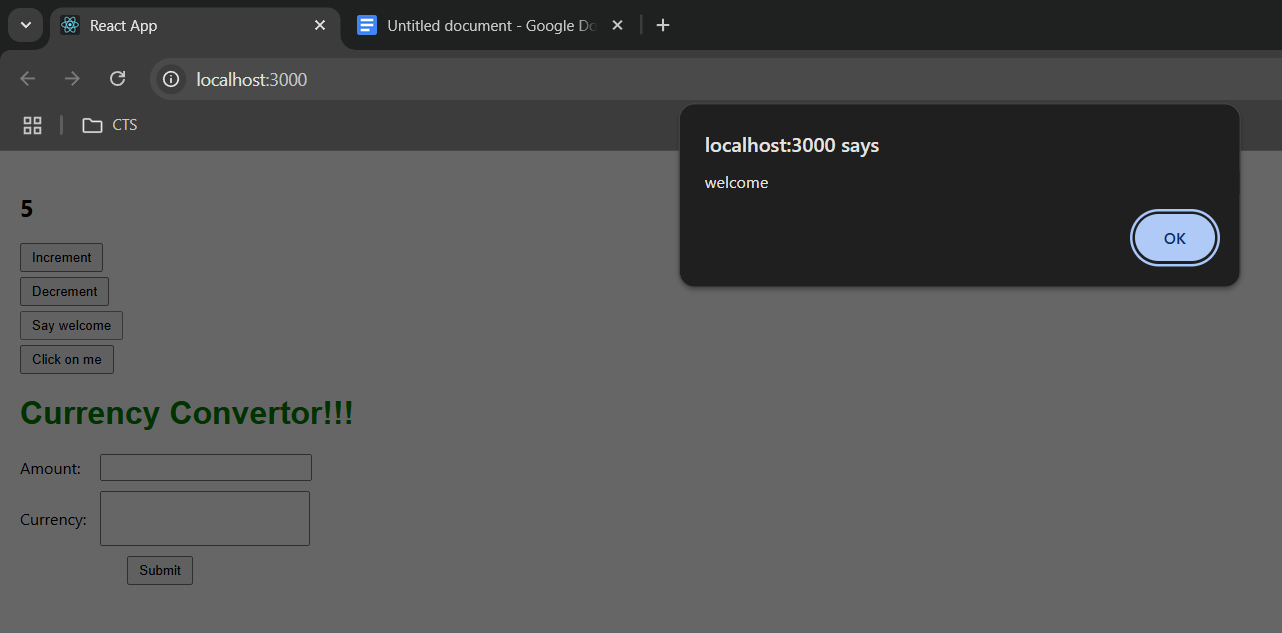 React App
Untitled document - Google Do
localhost:3000
CTS
localhost:3000 says
welcome
OK
5
Increment
Decrement
Say welcome
Click on me
Currency Convertor!!!
Amount:
Currency:
Submit